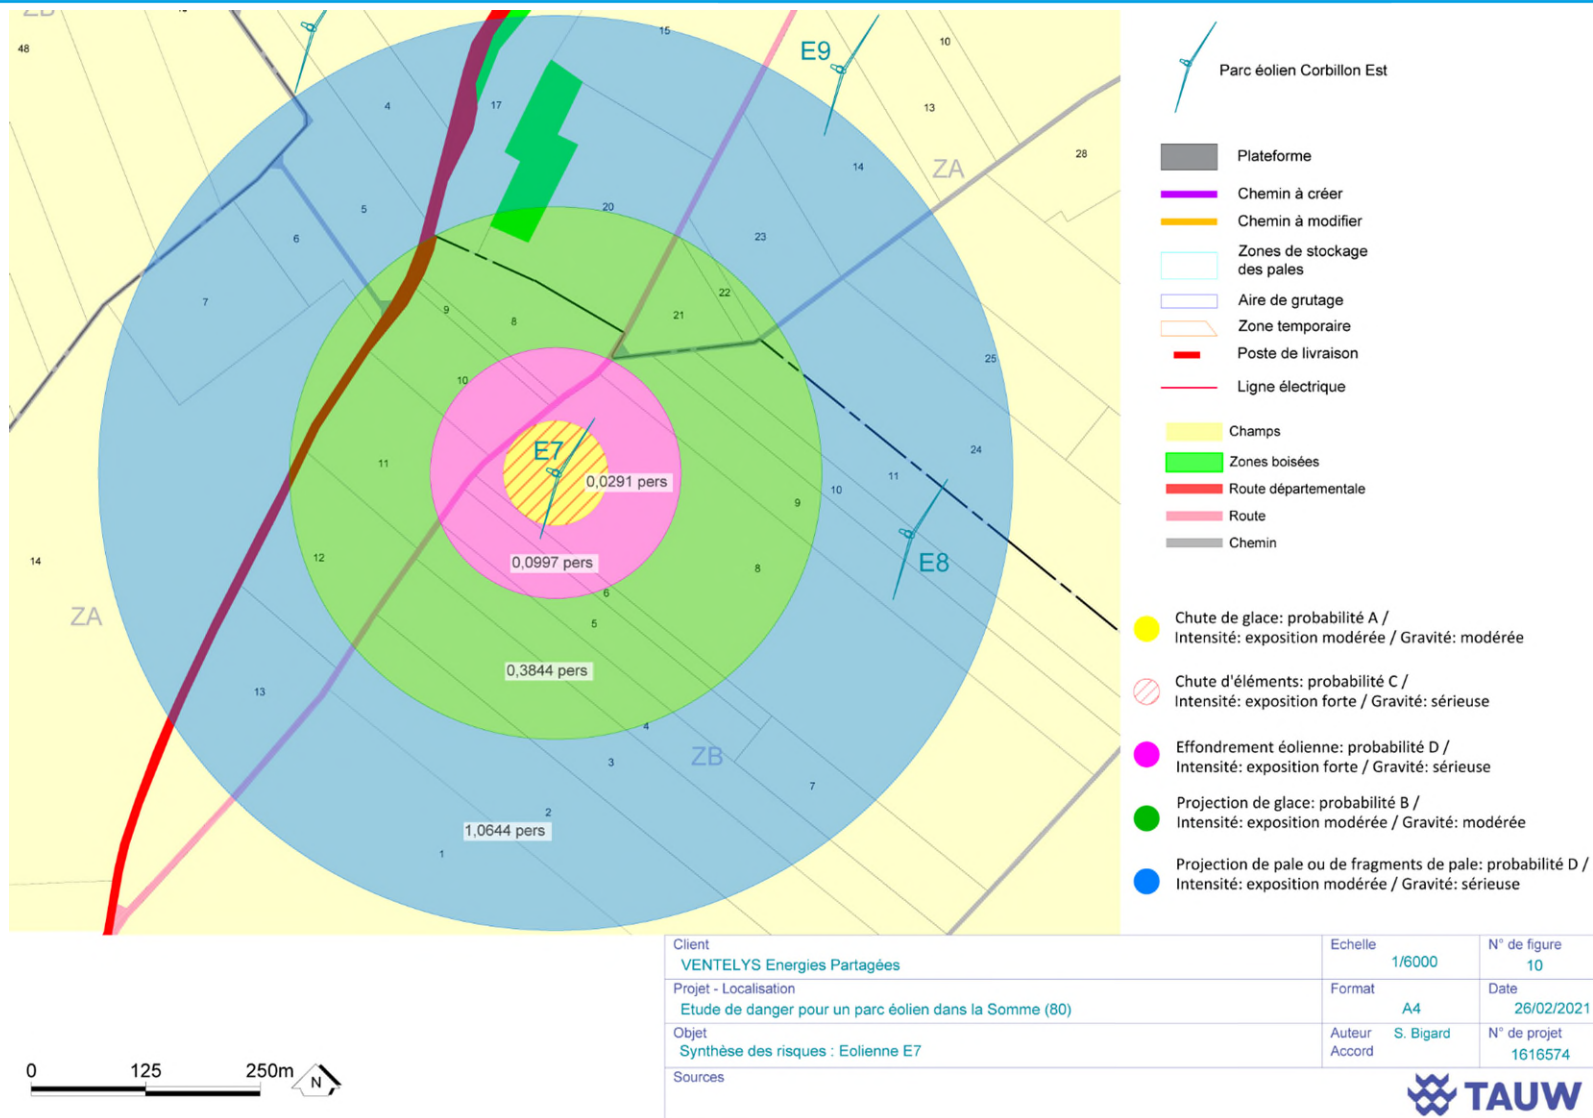 ZB
48
48
4
17
15
E9
10
13
14
ZA
28
5
6
7
20
23
22
21
9
8
10
25
24
E7
0,0291 pers
11
9
10
11
E8
14
12
0,0997 pers
8
6
5
ZA
0,3844 pers
13
4
ZB
3
7
2
1,0644 pers
1
Parc éolien Corbillon Est
Plateforme
Chemin à créer
Chemin à modifier
Zones de stockage
des pales
Aire de grutage
Zone temporaire
Poste de livraison
Ligne électrique
Champs
Zones boisées
Route départementale
Route
Chemin
Chute de glace: probabilité A /
Intensité: exposition modérée / Gravité: modérée
Chute d'éléments: probabilité C /
Intensité: exposition forte / Gravité: sérieuse
Effondrement éolienne: probabilité D /
Intensité: exposition forte / Gravité: sérieuse
Projection de glace: probabilité B /
Intensité: exposition modérée / Gravité: modérée
Projection de pale ou de fragments de pale: probabilité D /
Intensité: exposition modérée / Gravité: sérieuse
0 125 250m
N
Client
VENTELYS Energies Partagées
Echelle
1/6000
N° de figure
10
Projet - Localisation
Etude de danger pour un parc éolien dans la Somme (80)
Format
A4
Date
26/02/2021
Objet
Synthèse des risques : Eolienne E7
Auteur S. Bigard
Accord
N° de projet
1616574
Sources
TAUW